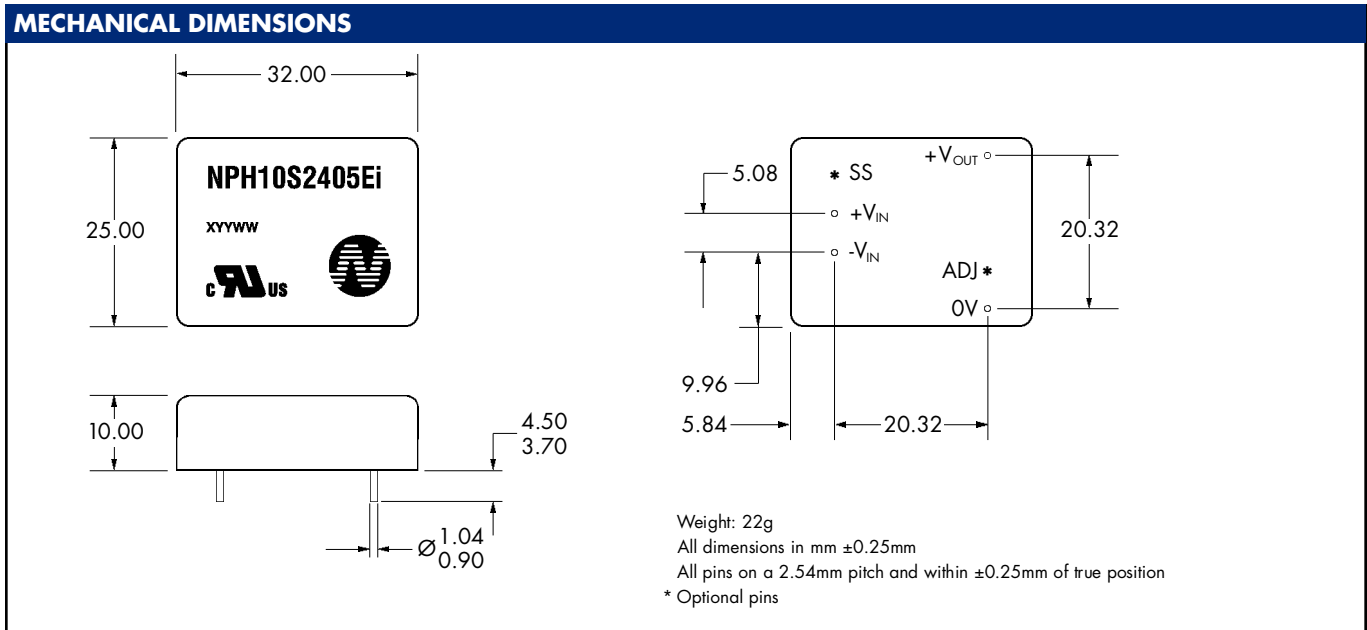 MECHANICAL DIMENSIONS
32.00
25.00
NPH10S2405Ei
XYYWW
c RU US
N
10.00
4.50
3.70
Ø 1.04
0.90
5.08
* SS
+VIN
-VIN
+VOUT
ADJ *
0V
20.32
9.96
5.84
20.32
Weight: 22g
All dimensions in mm ±0.25mm
All pins on a 2.54mm pitch and within ±0.25mm of true position
* Optional pins